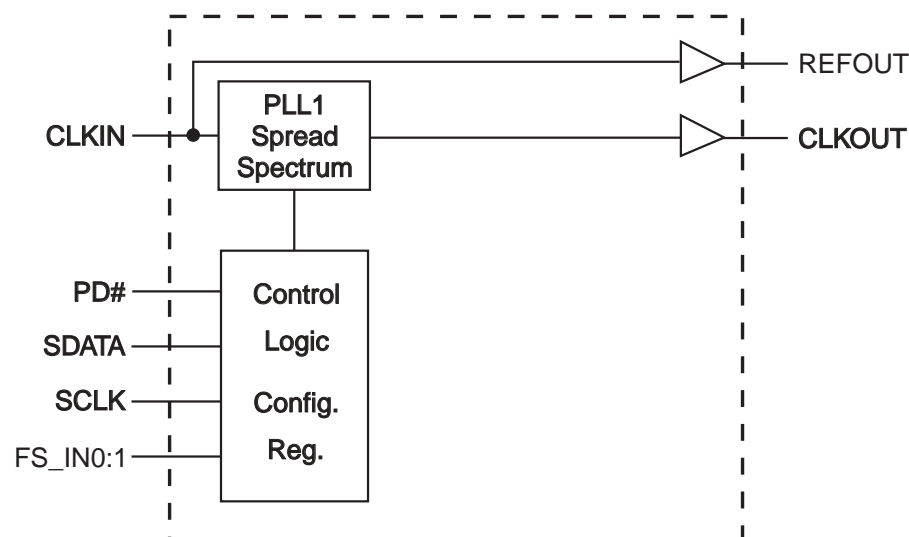 REFOUT
PLL1
Spread
Spectrum
CLKIN
CLKOUT
PD#
SDATA
SCLK
FS_IN0:1
Control
Logic
Config.
Reg.